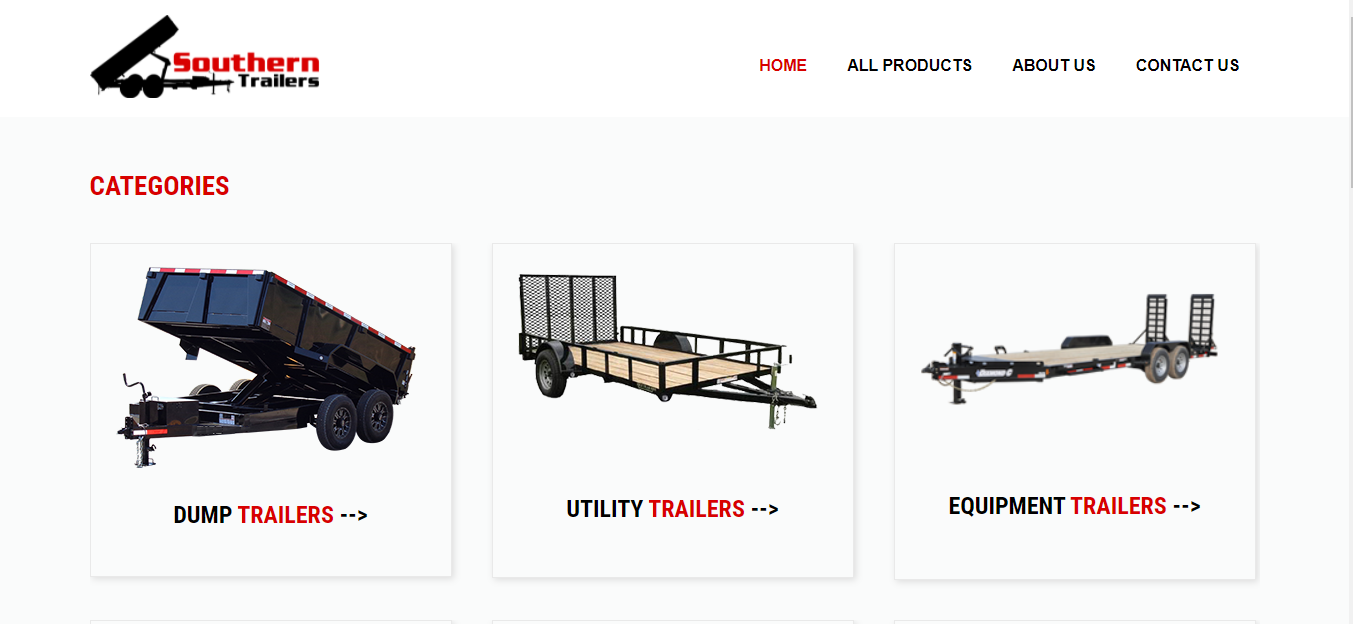 Southern
Trailers
HOME
ALL PRODUCTS
ABOUT US
CONTACT US
CATEGORIES
DUMP TRAILERS -->
UTILITY TRAILERS -->
EQUIPMENT TRAILERS -->